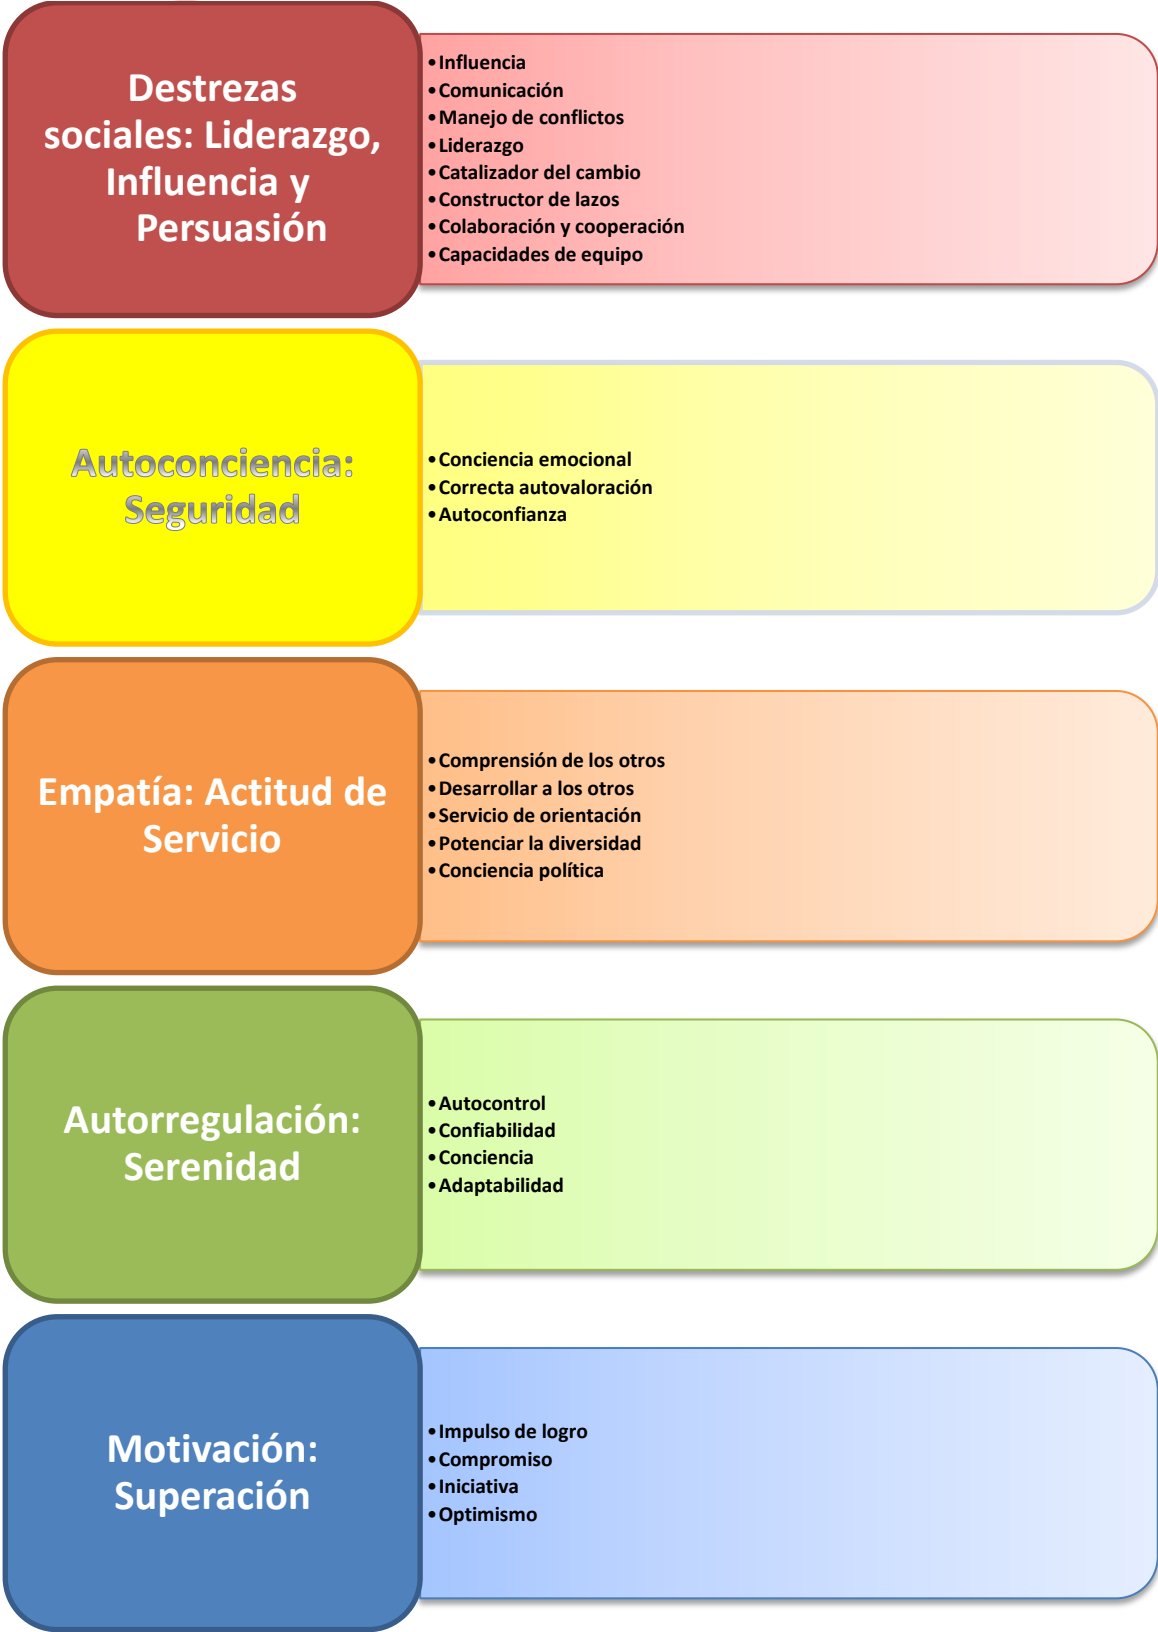 Destrezas
sociales: Liderazgo,
Influencia y
Persuasión
•Influencia
•Comunicación
•Manejo de conflictos
•Liderazgo
•Catalizador del cambio
•Constructor de lazos
•Colaboración y cooperación
•Capacidades de equipo
Autoconciencia:
Seguridad
•Conciencia emocional
•Correcta autovaloración
•Autoconfianza
Empatía: Actitud de
Servicio
•Comprensión de los otros
•Desarrollar a los otros
•Servicio de orientación
•Potenciar la diversidad
•Conciencia política
Autorregulación:
Serenidad
•Autocontrol
•Confiabilidad
•Conciencia
•Adaptabilidad
Motivación:
Superación
•Impulso de logro
•Compromiso
•Iniciativa
•Optimismo